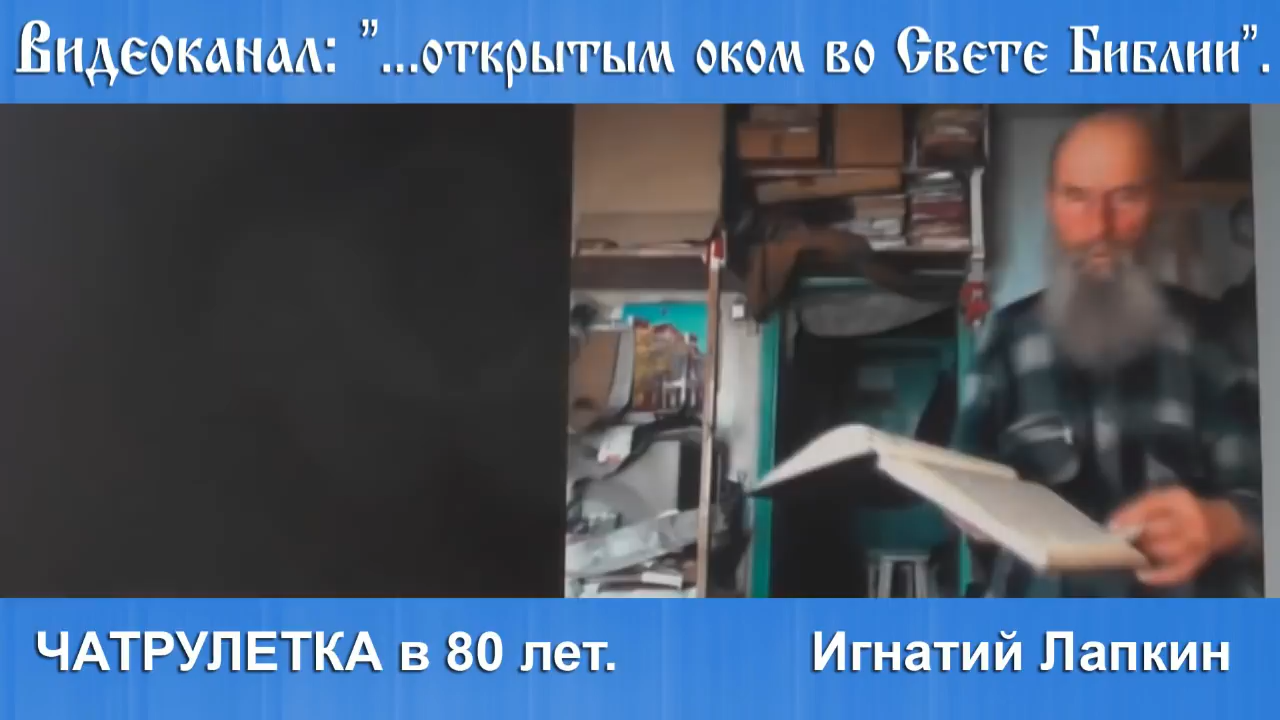 Видеоканал: "...открытым оком во Свете Библии".
ЧАТРУЛЕТКА в 80 лет.
Игнатий Лапкин